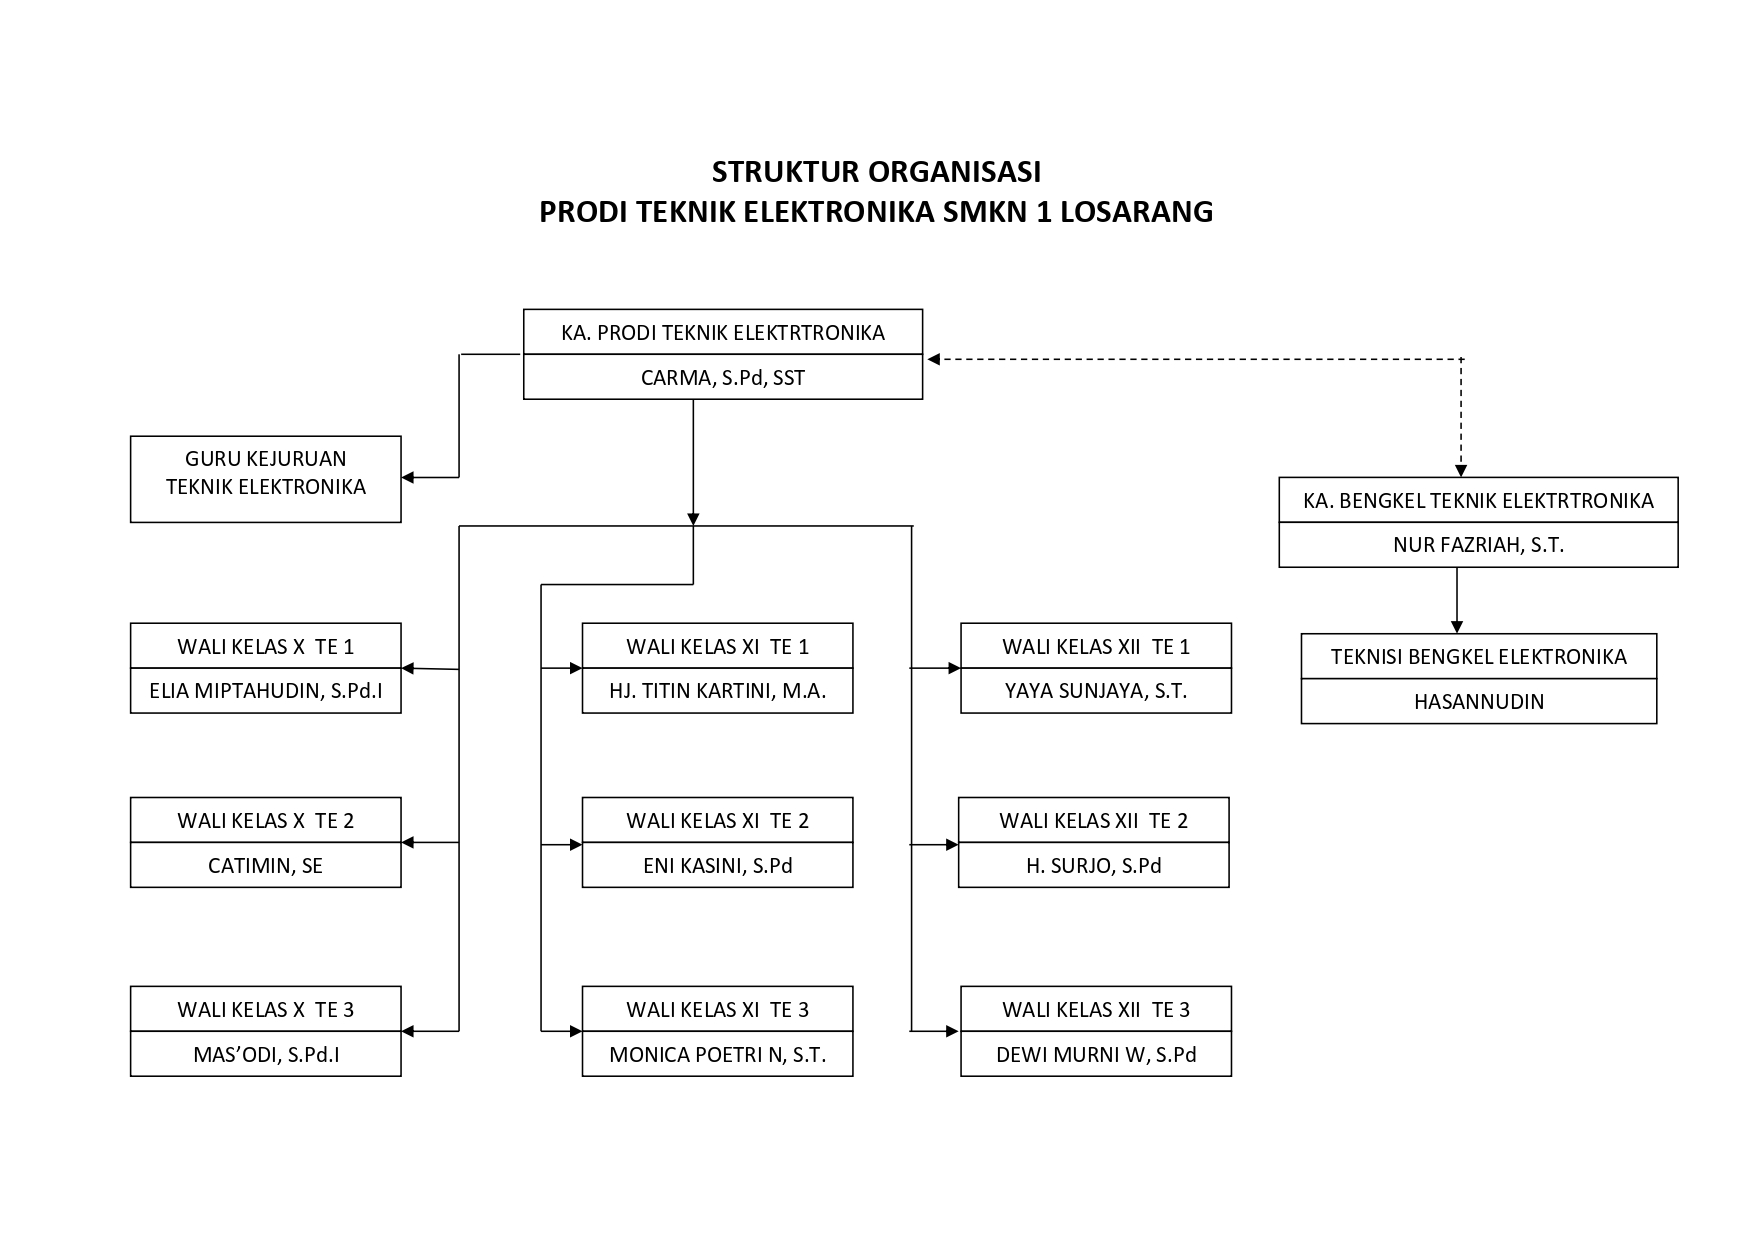 STRUKTUR ORGANISASI
PRODI TEKNIK ELEKTRONIKA SMKN 1 LOSARANG
KA. PRODI TEKNIK ELEKTRTRONIKA
CARMA, S.Pd, SST
GURU KEJURUAN
TEKNIK ELEKTRONIKA
KA. BENGKEL TEKNIK ELEKTRTRONIKA
NUR FAZRIAH, S.T.
TEKNISI BENGKEL ELEKTRONIKA
HASANNUDIN
WALI KELAS X  TE 1
ELIA MIPTAHUDIN, S.Pd.I
WALI KELAS XI  TE 1
HJ. TITIN KARTINI, M.A.
WALI KELAS XII  TE 1
YAYA SUNJAYA, S.T.
WALI KELAS X  TE 2
CATIMIN, SE
WALI KELAS XI  TE 2
ENI KASINI, S.Pd
WALI KELAS XII  TE 2
H. SURJO, S.Pd
WALI KELAS X  TE 3
MAS’ODI, S.Pd.I
WALI KELAS XI  TE 3
MONICA POETRI N, S.T.
WALI KELAS XII  TE 3
DEWI MURNI W, S.Pd